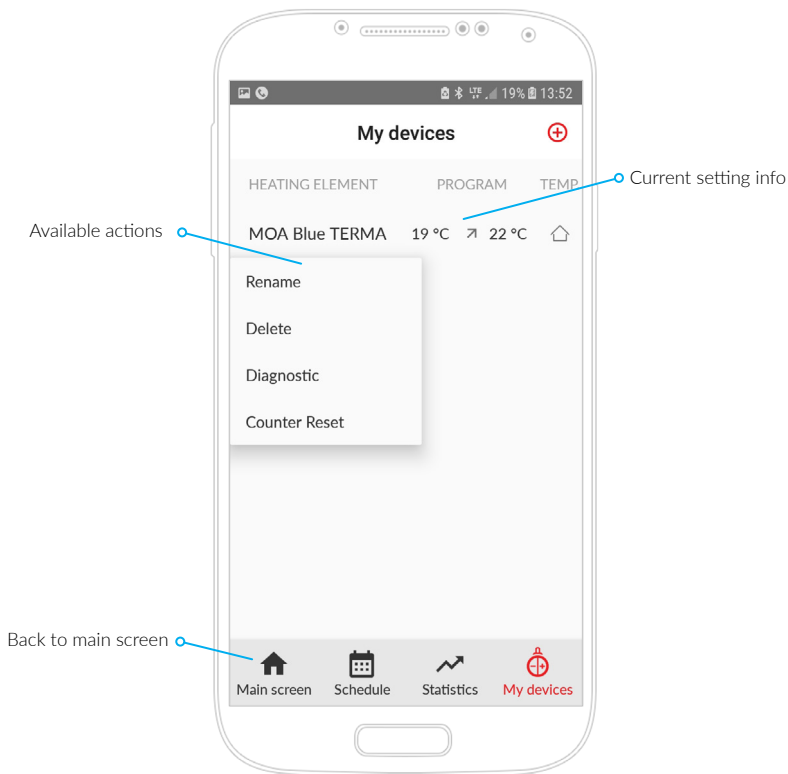 LTE 19% 13:52
My devices
HEATING ELEMENT PROGRAM TEMP
Current setting info
Available actions
MOA Blue TERMA 19 °C 22 °C
Rename
Delete
Diagnostic
Counter Reset
Back to main screen
Main screen Schedule Statistics My devices